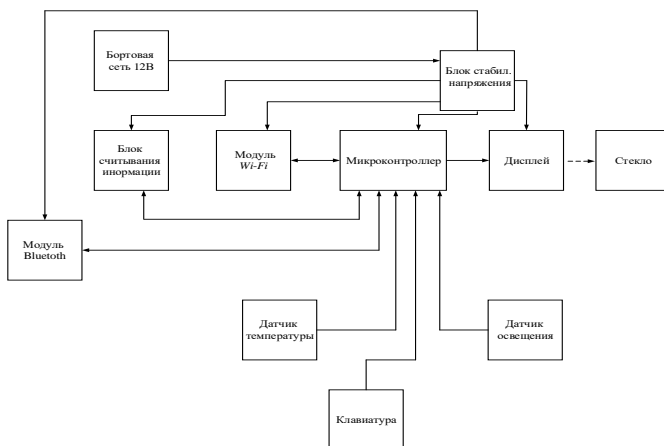 Бортовая
сеть 12В
Блок стабил.
напряжения
Блок
считывания
инормации
Модуль
Wi-Fi
Микроконтроллер
Дисплей
Стекло
Модуль
Bluetoth
Датчик
температуры
Датчик
освещения
Клавиатура